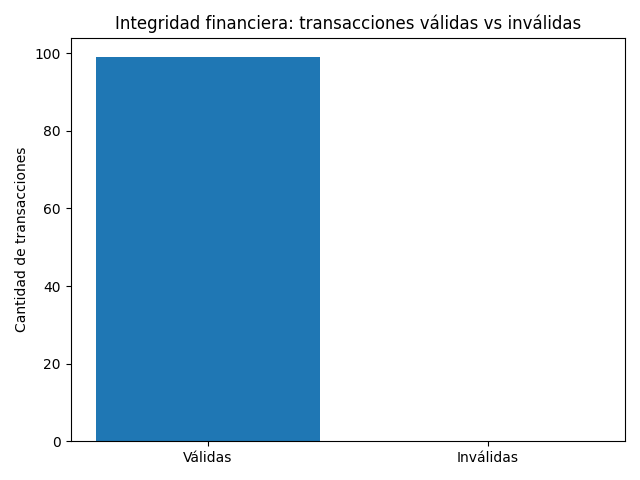 Integridad financiera: transacciones válidas vs inválidas
Cantidad de transacciones
100
80
60
40
20
0
Válidas
Inválidas